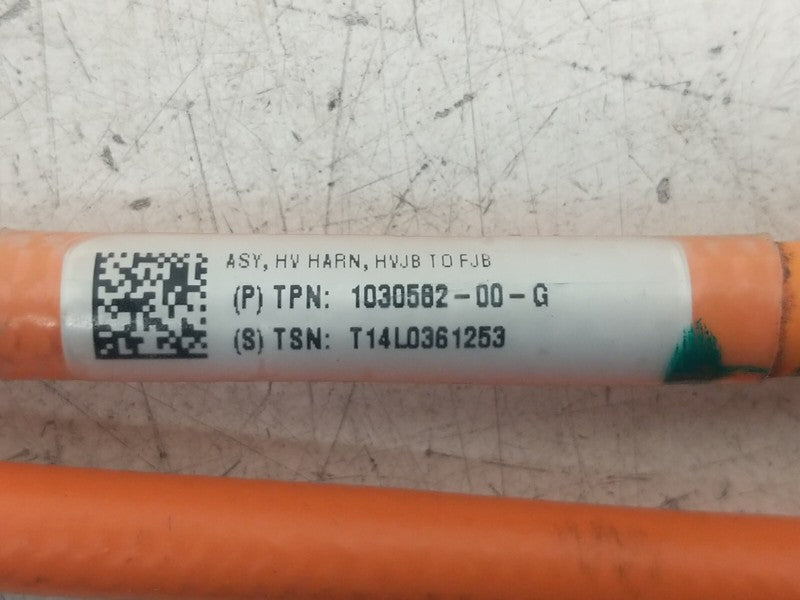 ASY, HV HARN, HVJB TO FJB
(P) TPN: 1030582-00-G
(S) TSN: T14L0361253